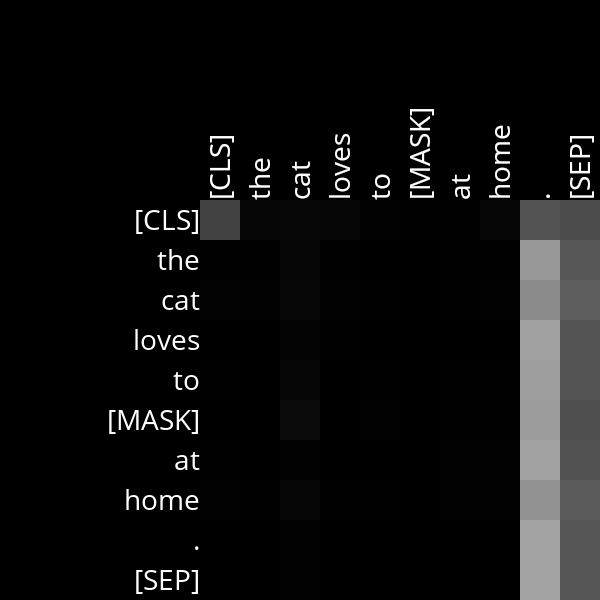 [CLS] the cat loves to [MASK] at home . [SEP]
[CLS]
the
cat
loves
to
[MASK]
at
home
.
[SEP]